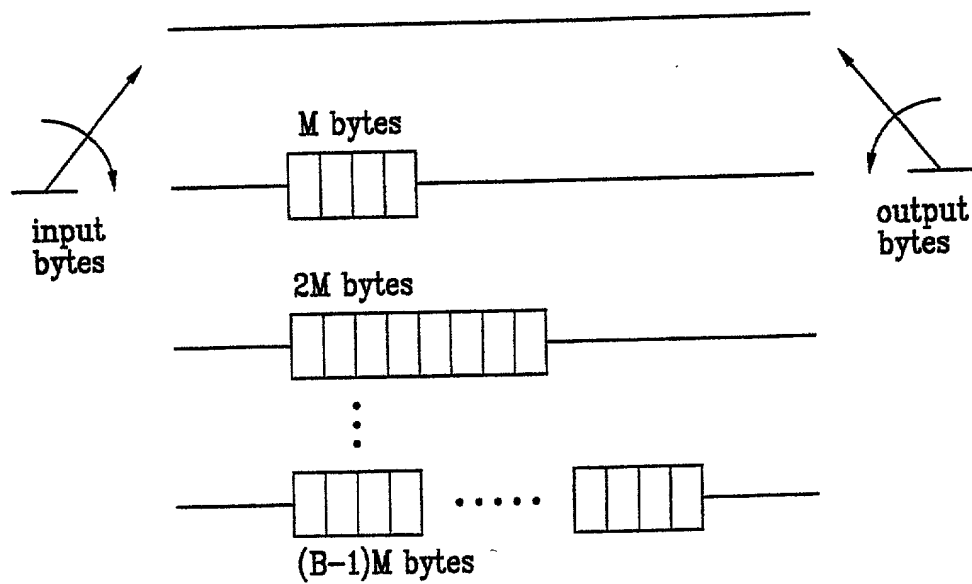 M bytes
input
bytes
output
bytes
2M bytes
(B-1)M bytes